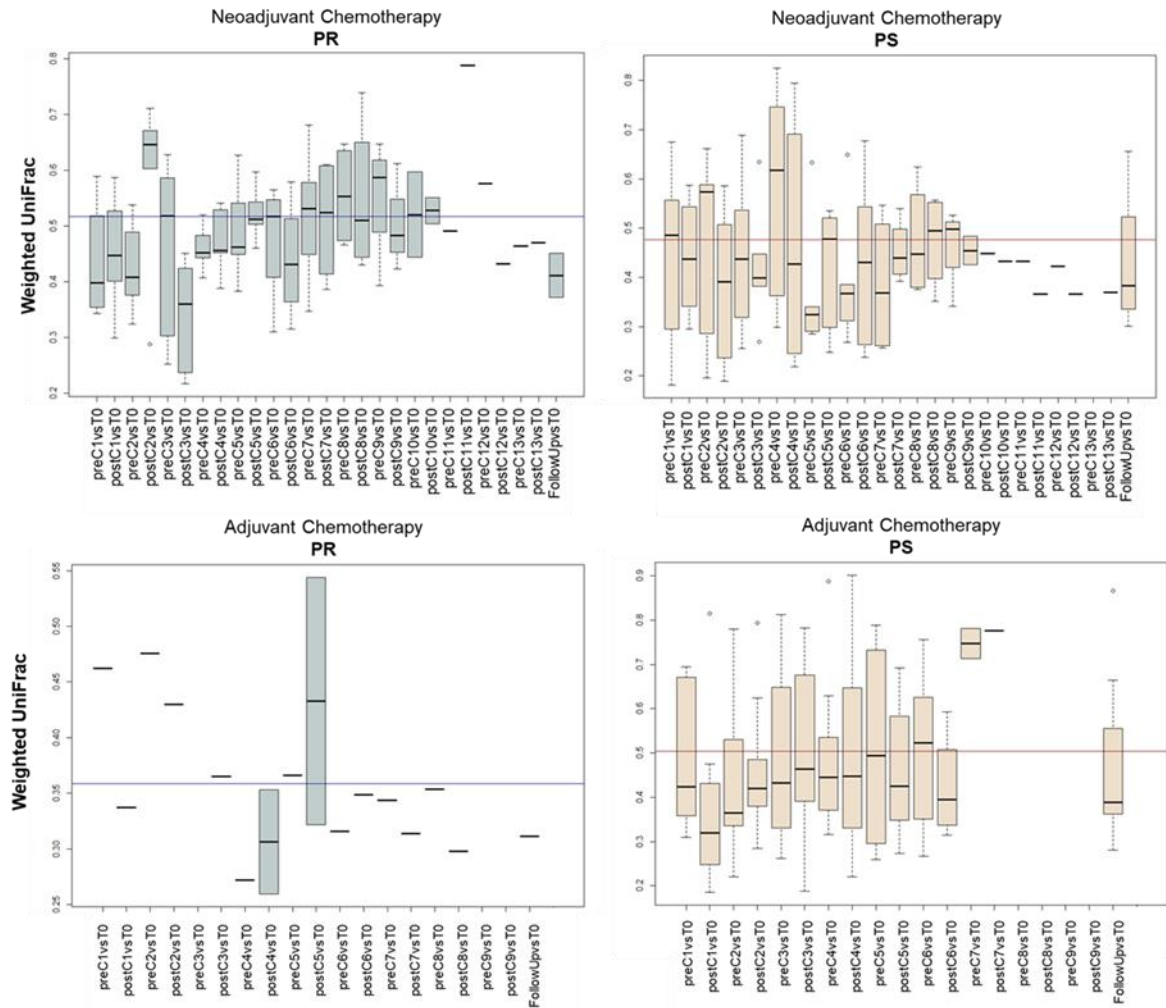 Neoadjuvant Chemotherapy
PR
Weighted UniFrac
0.8
0.7
0.6
0.5
0.4
0.3
0.2
preC1vsT0
postC1vsT0
preC2vsT0
postC2vsT0
preC3vsT0
postC3vsT0
preC4vsT0
postC4vsT0
preC5vsT0
postC5vsT0
preC6vsT0
postC6vsT0
preC7vsT0
postC7vsT0
preC8vsT0
postC8vsT0
preC9vsT0
postC9vsT0
preC10vsT0
postC10vsT0
preC11vsT0
postC11vsT0
preC12vsT0
postC12vsT0
preC13vsT0
postC13vsT0
FollowUpvsT0
Neoadjuvant Chemotherapy
PS
0.8
0.7
0.6
0.5
0.4
0.3
0.2
preC1vsT0
postC1vsT0
preC2vsT0
postC2vsT0
preC3vsT0
postC3vsT0
preC4vsT0
postC4vsT0
preC5vsT0
postC5vsT0
preC6vsT0
postC6vsT0
preC7vsT0
postC7vsT0
preC8vsT0
postC8vsT0
preC9vsT0
postC9vsT0
preC10vsT0
postC10vsT0
preC11vsT0
postC11vsT0
preC12vsT0
postC12vsT0
preC13vsT0
postC13vsT0
FollowUpvsT0
Adjuvant Chemotherapy
PR
Weighted UniFrac
0.55
0.50
0.45
0.40
0.35
0.30
0.25
preC1vsT0
postC1vsT0
preC2vsT0
postC2vsT0
preC3vsT0
postC3vsT0
preC4vsT0
postC4vsT0
preC5vsT0
postC5vsT0
preC6vsT0
postC6vsT0
preC7vsT0
postC7vsT0
preC8vsT0
postC8vsT0
preC9vsT0
postC9vsT0
FollowUpvsT0
Adjuvant Chemotherapy
PS
0.9
0.8
0.7
0.6
0.5
0.4
0.3
0.2
preC1vsT0
postC1vsT0
preC2vsT0
postC2vsT0
preC3vsT0
postC3vsT0
preC4vsT0
postC4vsT0
preC5vsT0
postC5vsT0
preC6vsT0
postC6vsT0
preC7vsT0
postC7vsT0
preC8vsT0
postC8vsT0
preC9vsT0
postC9vsT0
FollowUpvsT0